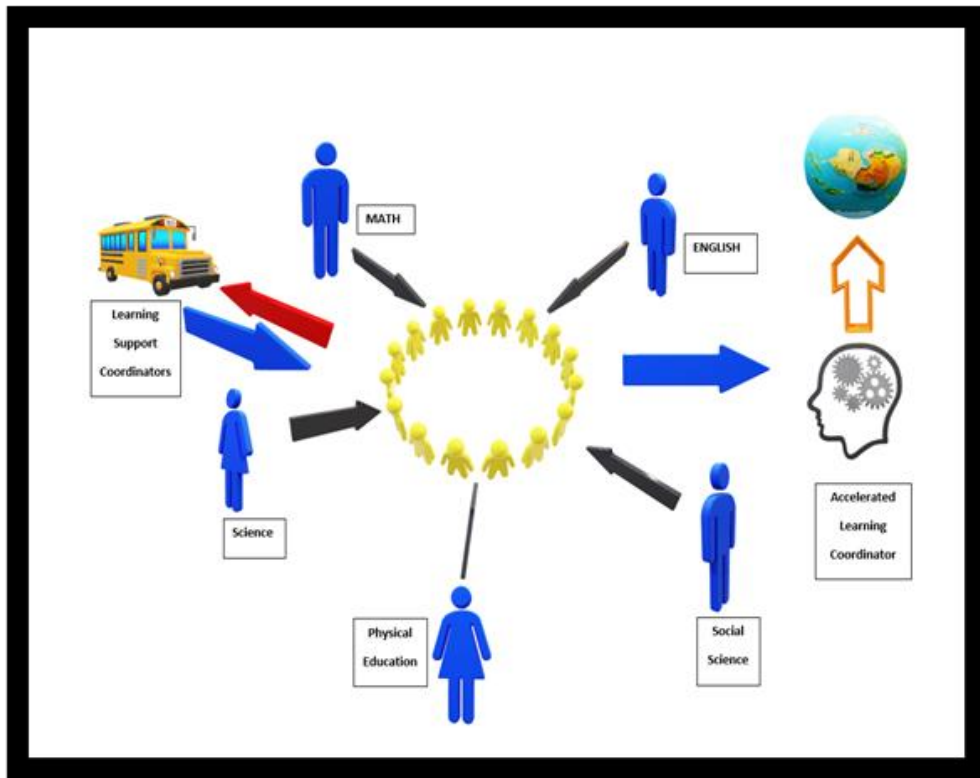 MATH
ENGLISH
Learning
Support
Coordinators
Science
Accelerated
Learning
Coordinator
Physical
Education
Social
Science